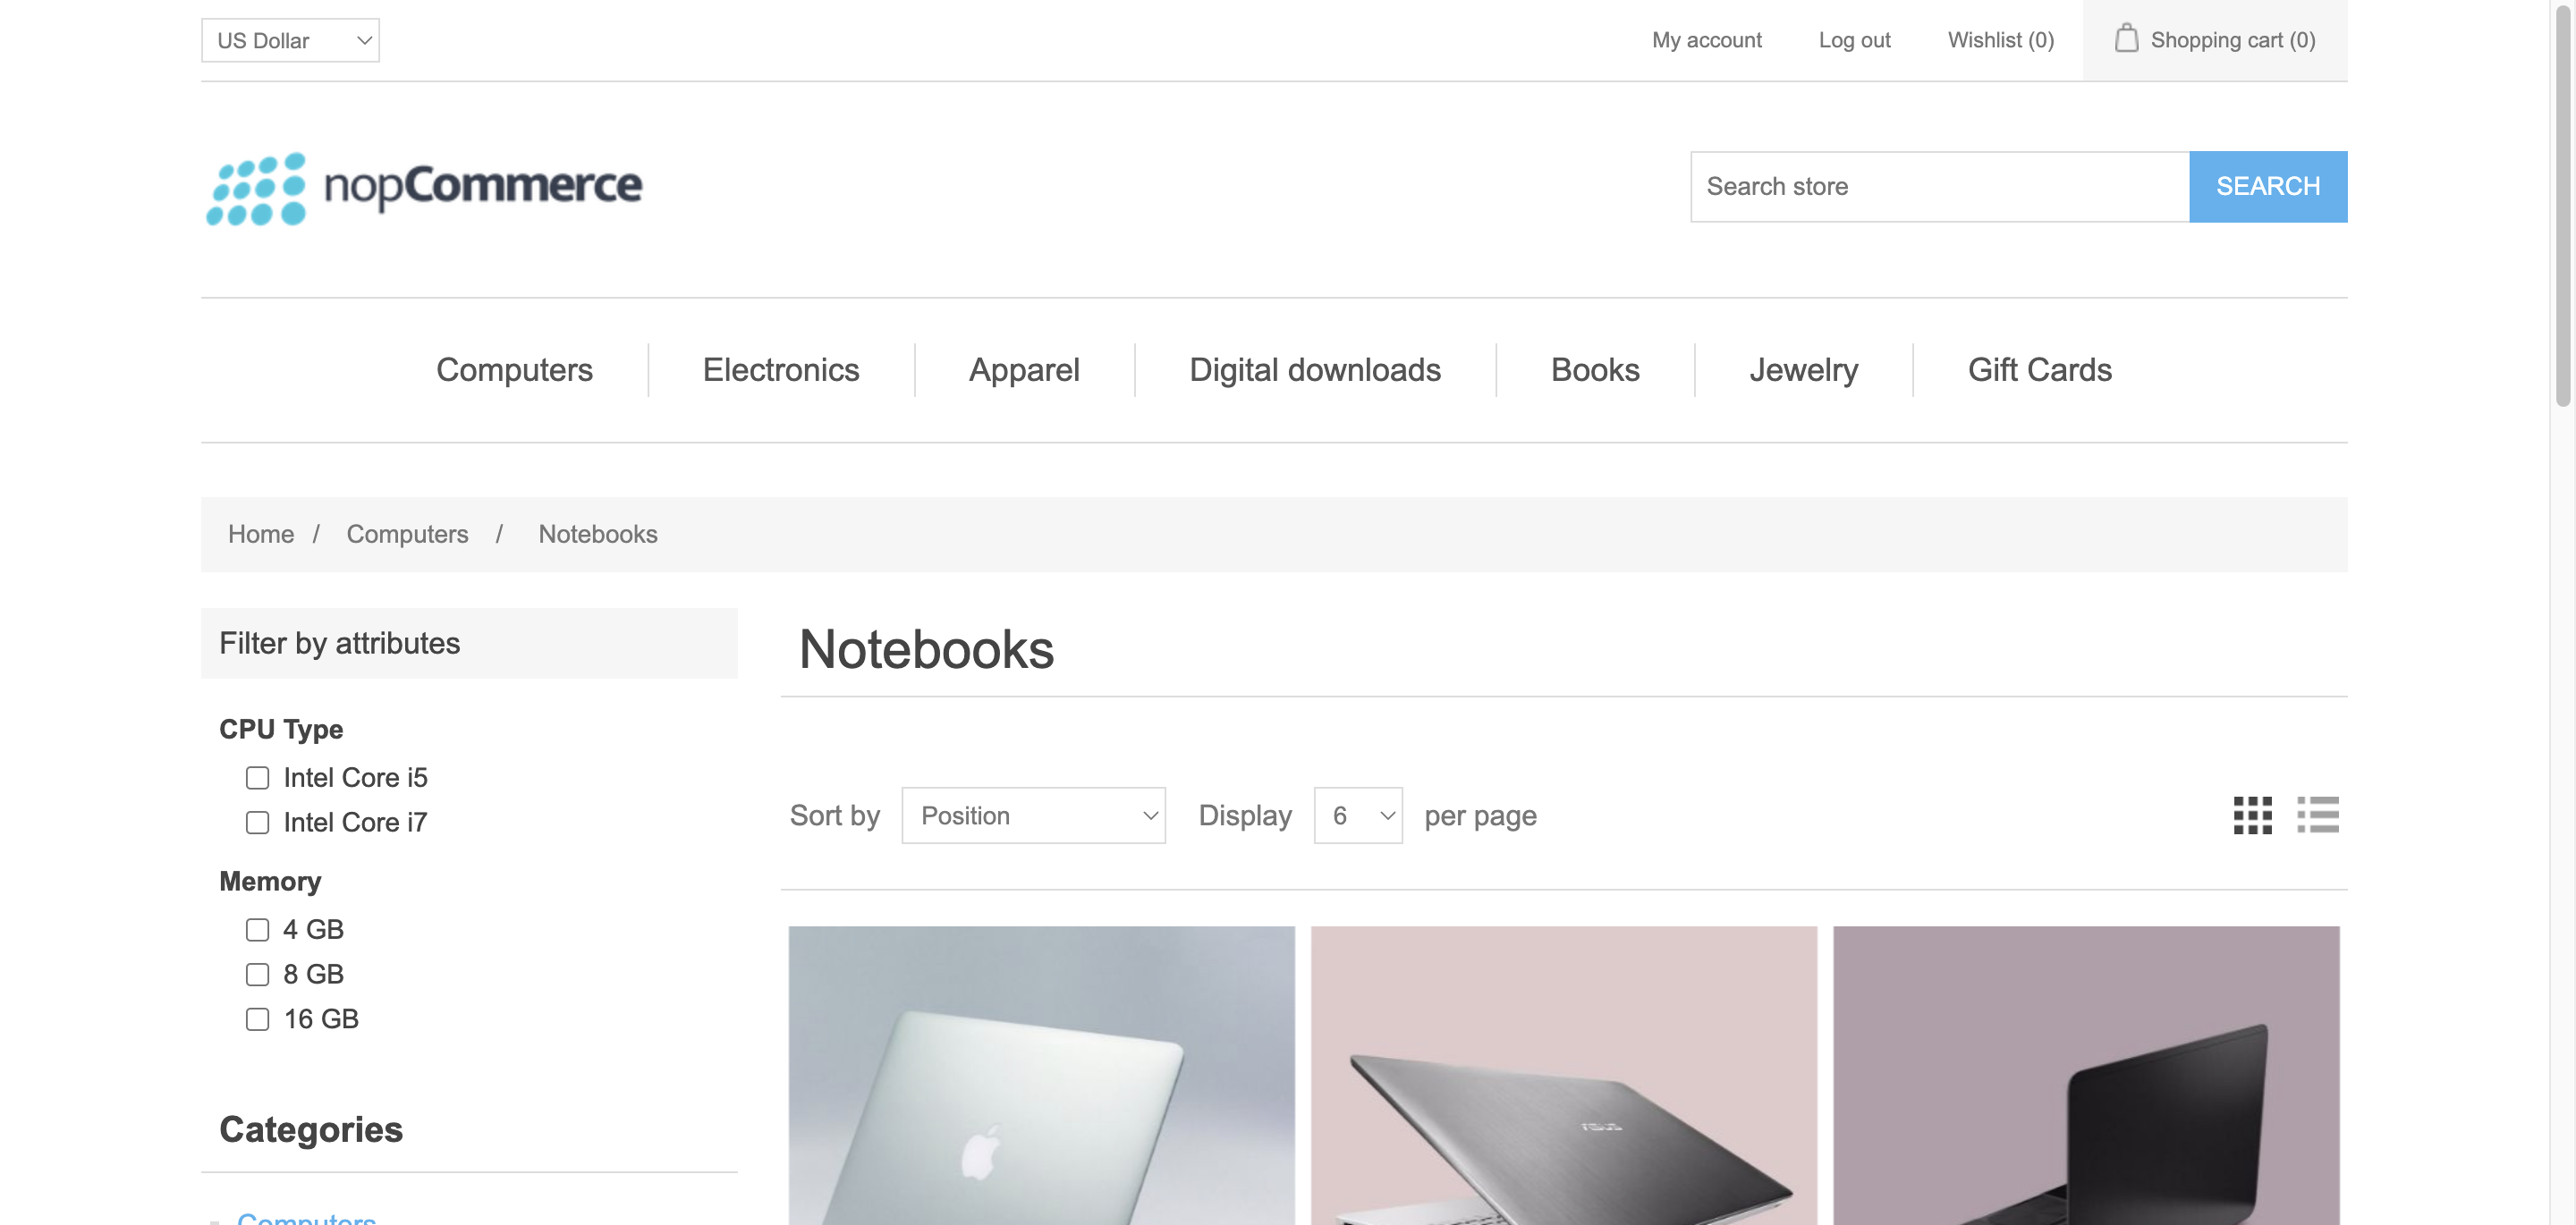 US Dollar
My account
Log out
Wishlist (0)
Shopping cart (0)
nopCommerce
Search store
SEARCH
Computers
Electronics
Apparel
Digital downloads
Books
Jewelry
Gift Cards
Home / Computers / Notebooks
Filter by attributes
CPU Type
Intel Core i5
Intel Core i7
Memory
4 GB
8 GB
16 GB
Categories
Computers
Notebooks
Sort by Position Display 6 per page
ASUS